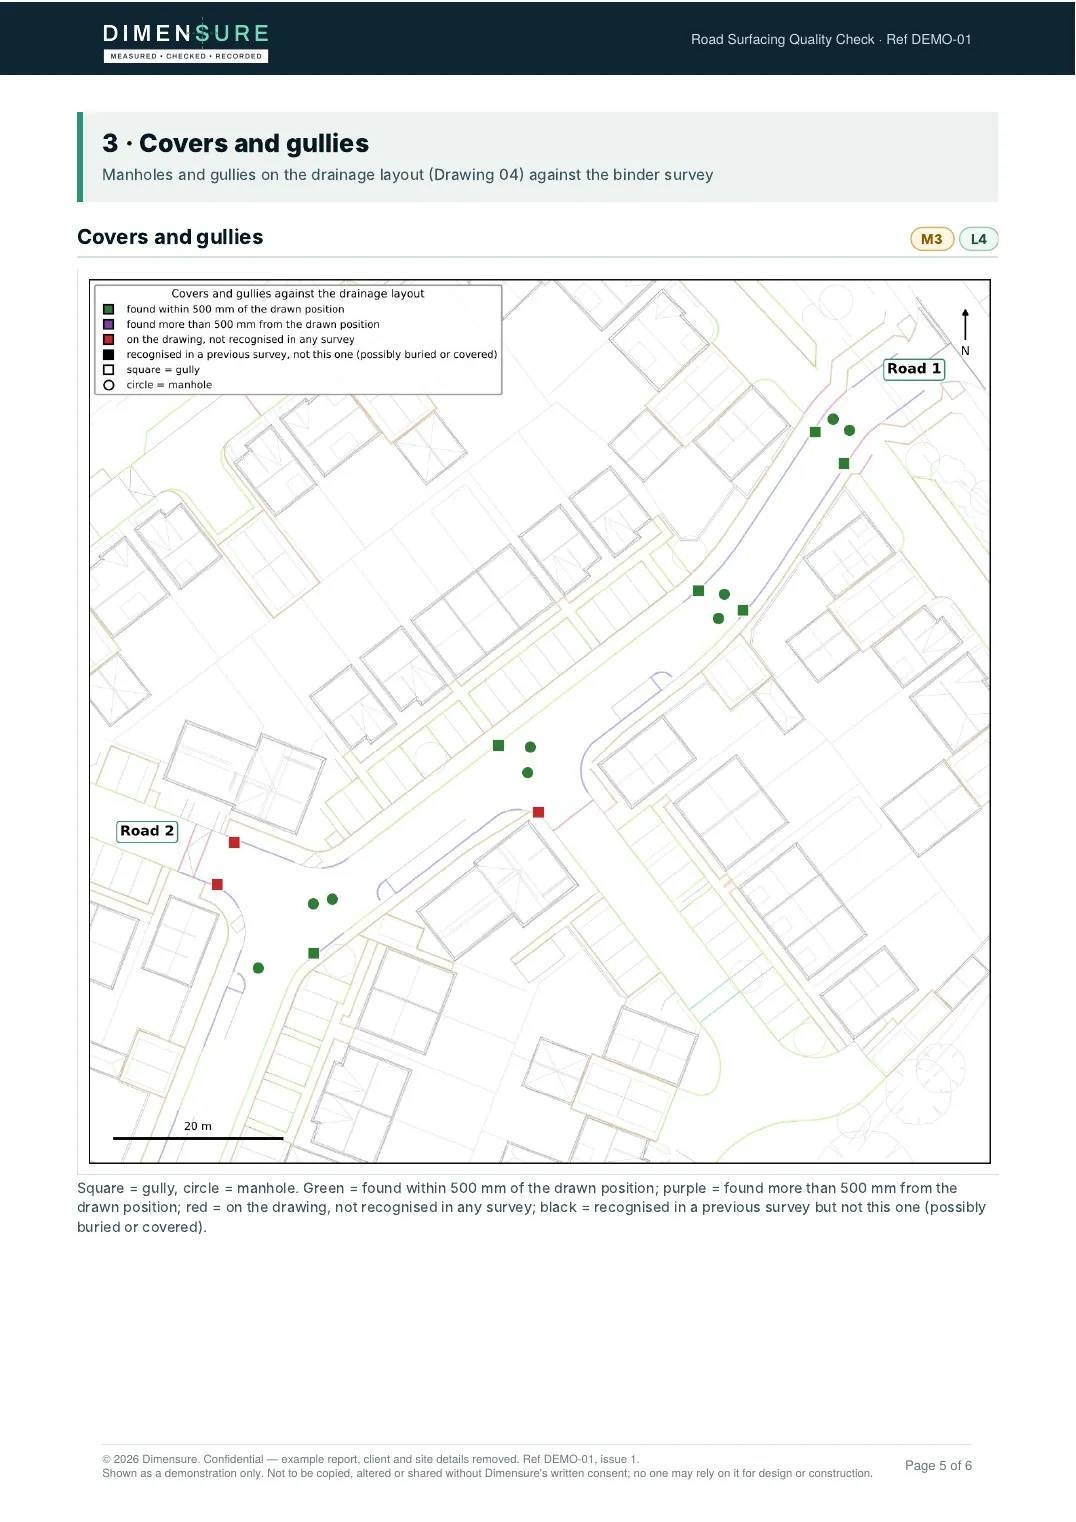 DIMENSURE
MEASURED • CHECKED • RECORDED
Road Surfacing Quality Check · Ref DEMO-01
3 · Covers and gullies
Manholes and gullies on the drainage layout (Drawing 04) against the binder survey
Covers and gullies
M3
L4
Covers and gullies against the drainage layout
found within 500 mm of the drawn position
found more than 500 mm from the drawn position
on the drawing, not recognised in any survey
recognised in a previous survey, not this one (possibly buried or covered)
square = gully
circle = manhole
N
Road 1
Road 2
20 m
Square = gully, circle = manhole. Green = found within 500 mm of the drawn position; purple = found more than 500 mm from the
drawn position; red = on the drawing, not recognised in any survey; black = recognised in a previous survey but not this one (possibly
buried or covered).
© 2026 Dimensure. Confidential — example report, client and site details removed. Ref DEMO-01, issue 1.
Shown as a demonstration only. Not to be copied, altered or shared without Dimensure's written consent; no one may rely on it for design or construction.
Page 5 of 6